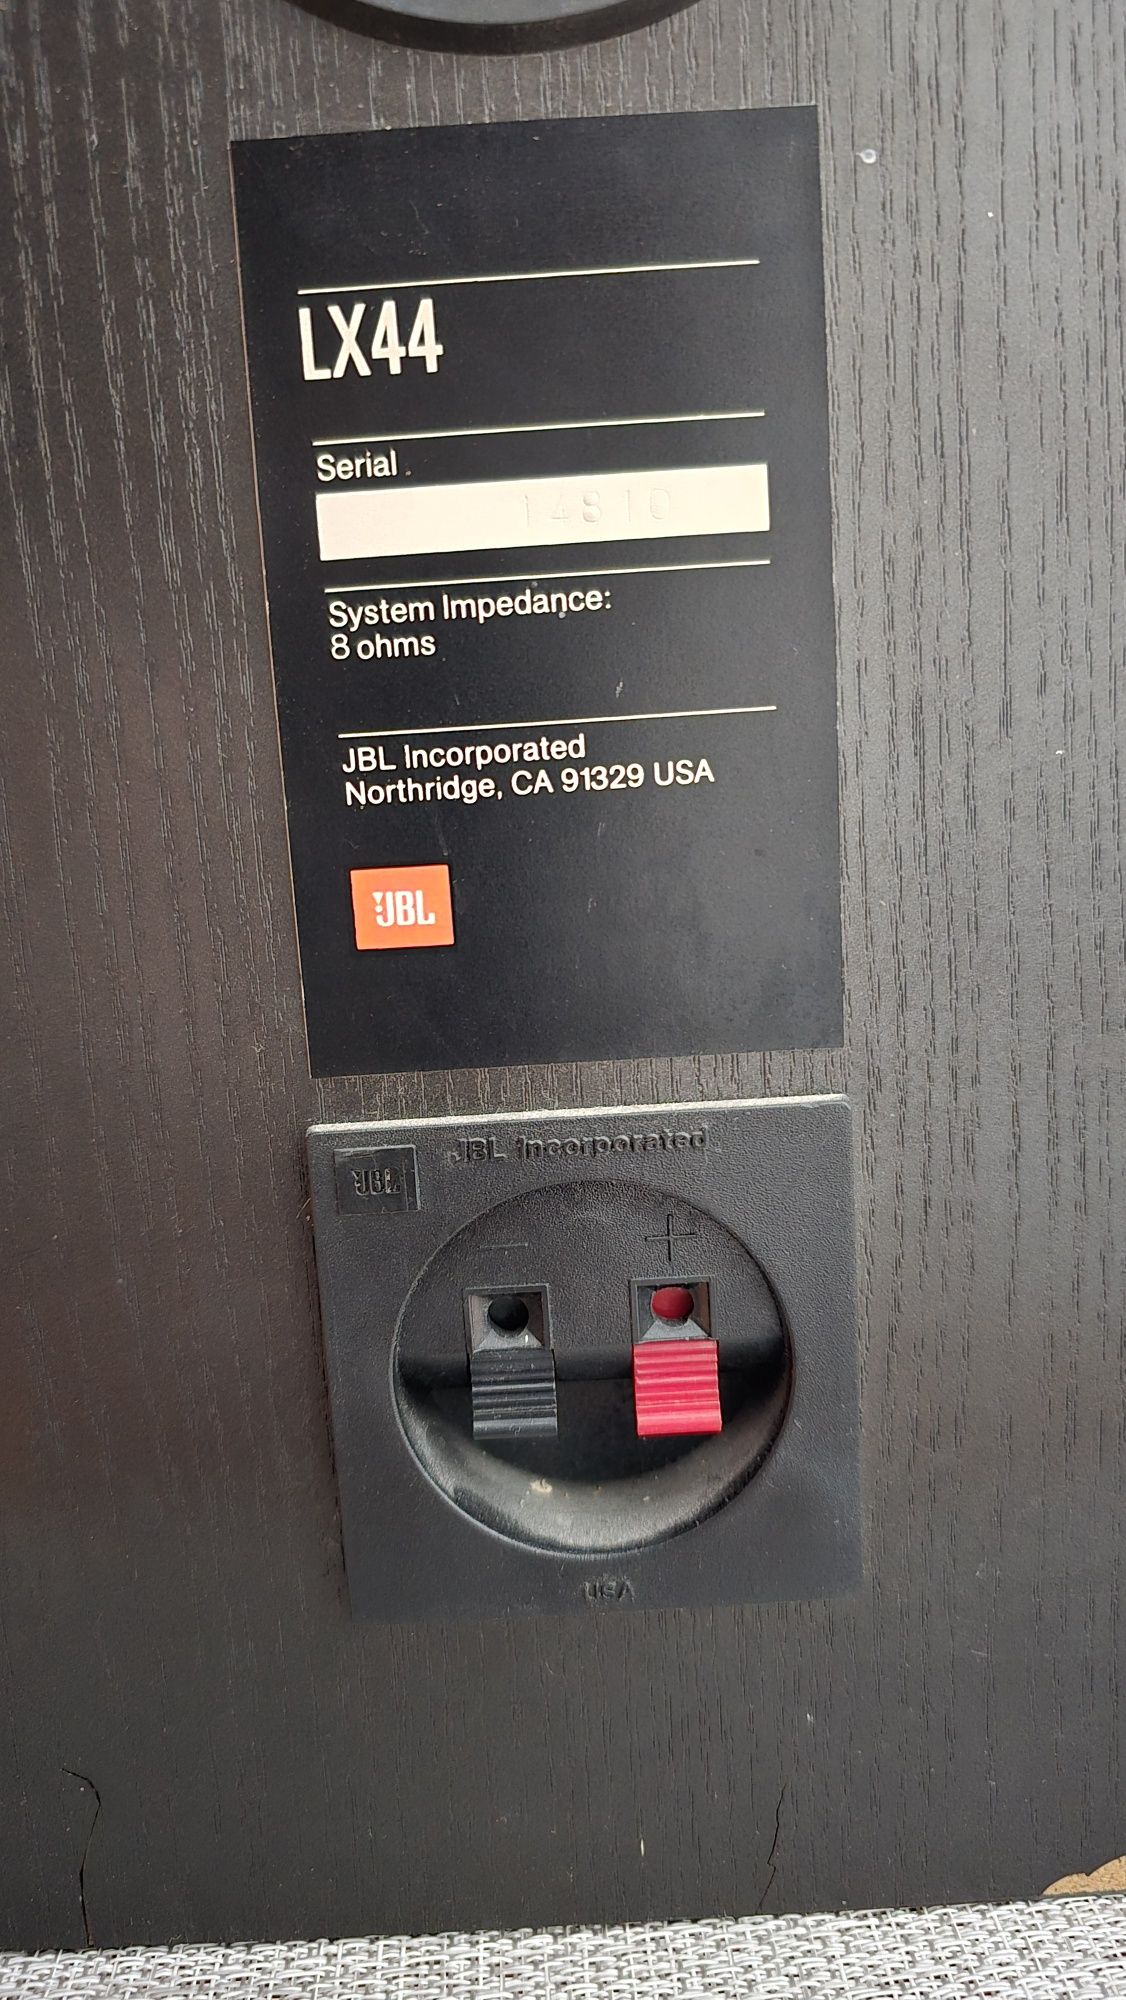 LX44
Serial
14810
System Impedance:
8 ohms
JBL Incorporated
Northridge, CA 91329 USA
JBL
JBL Incorporated
JBL
- +
USA